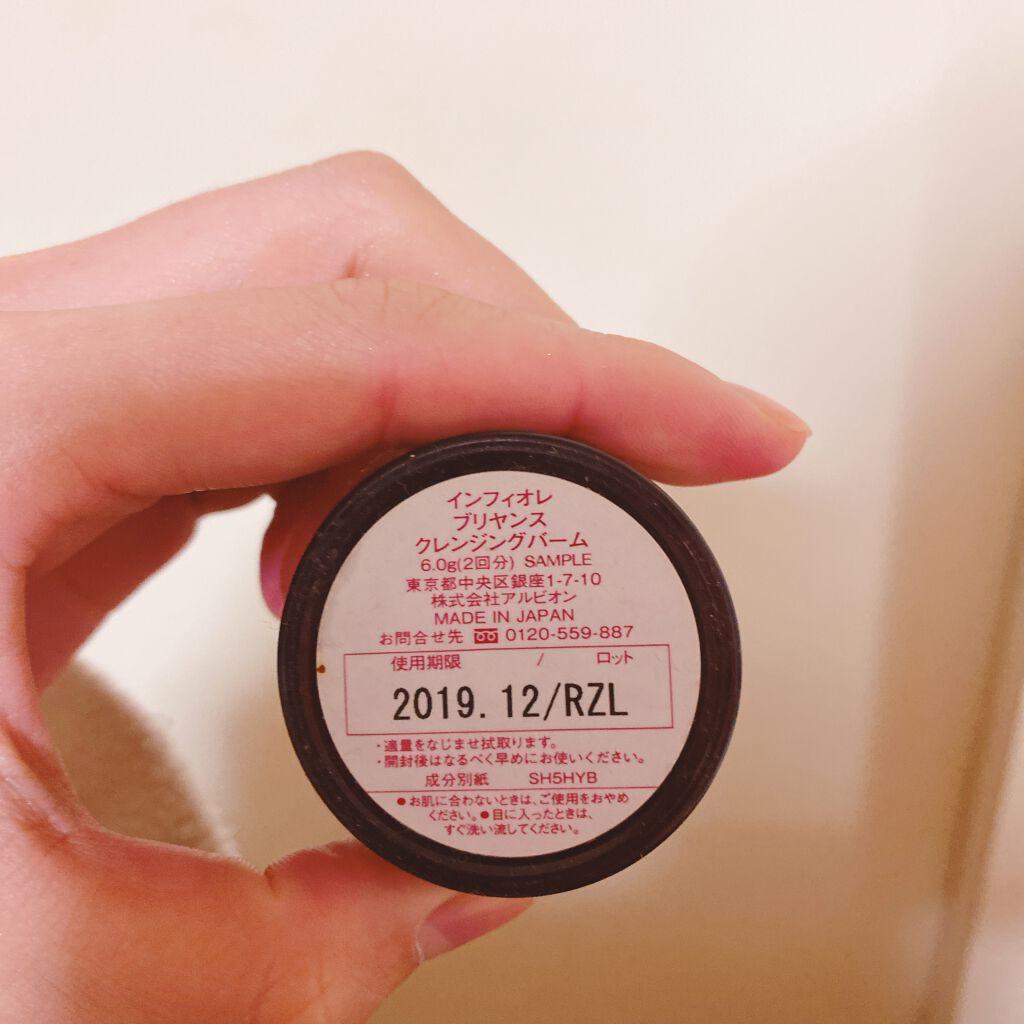 インフィオレ
ブリヤンス
クレンジングバーム
6.0g(2回分) SAMPLE
東京都中央区銀座1-7-10
株式会社アルビオン
MADE IN JAPAN
お問合せ先 0120-559-887
使用期限 / ロット
2019.12/RZL
・適量をなじませ拭取ります。
・開封後はなるべく早めにお使いください。
成分別紙 SH5HYB
●お肌に合わないときは、ご使用をおやめ
ください。●目に入ったときは、
すぐ洗い流してください。